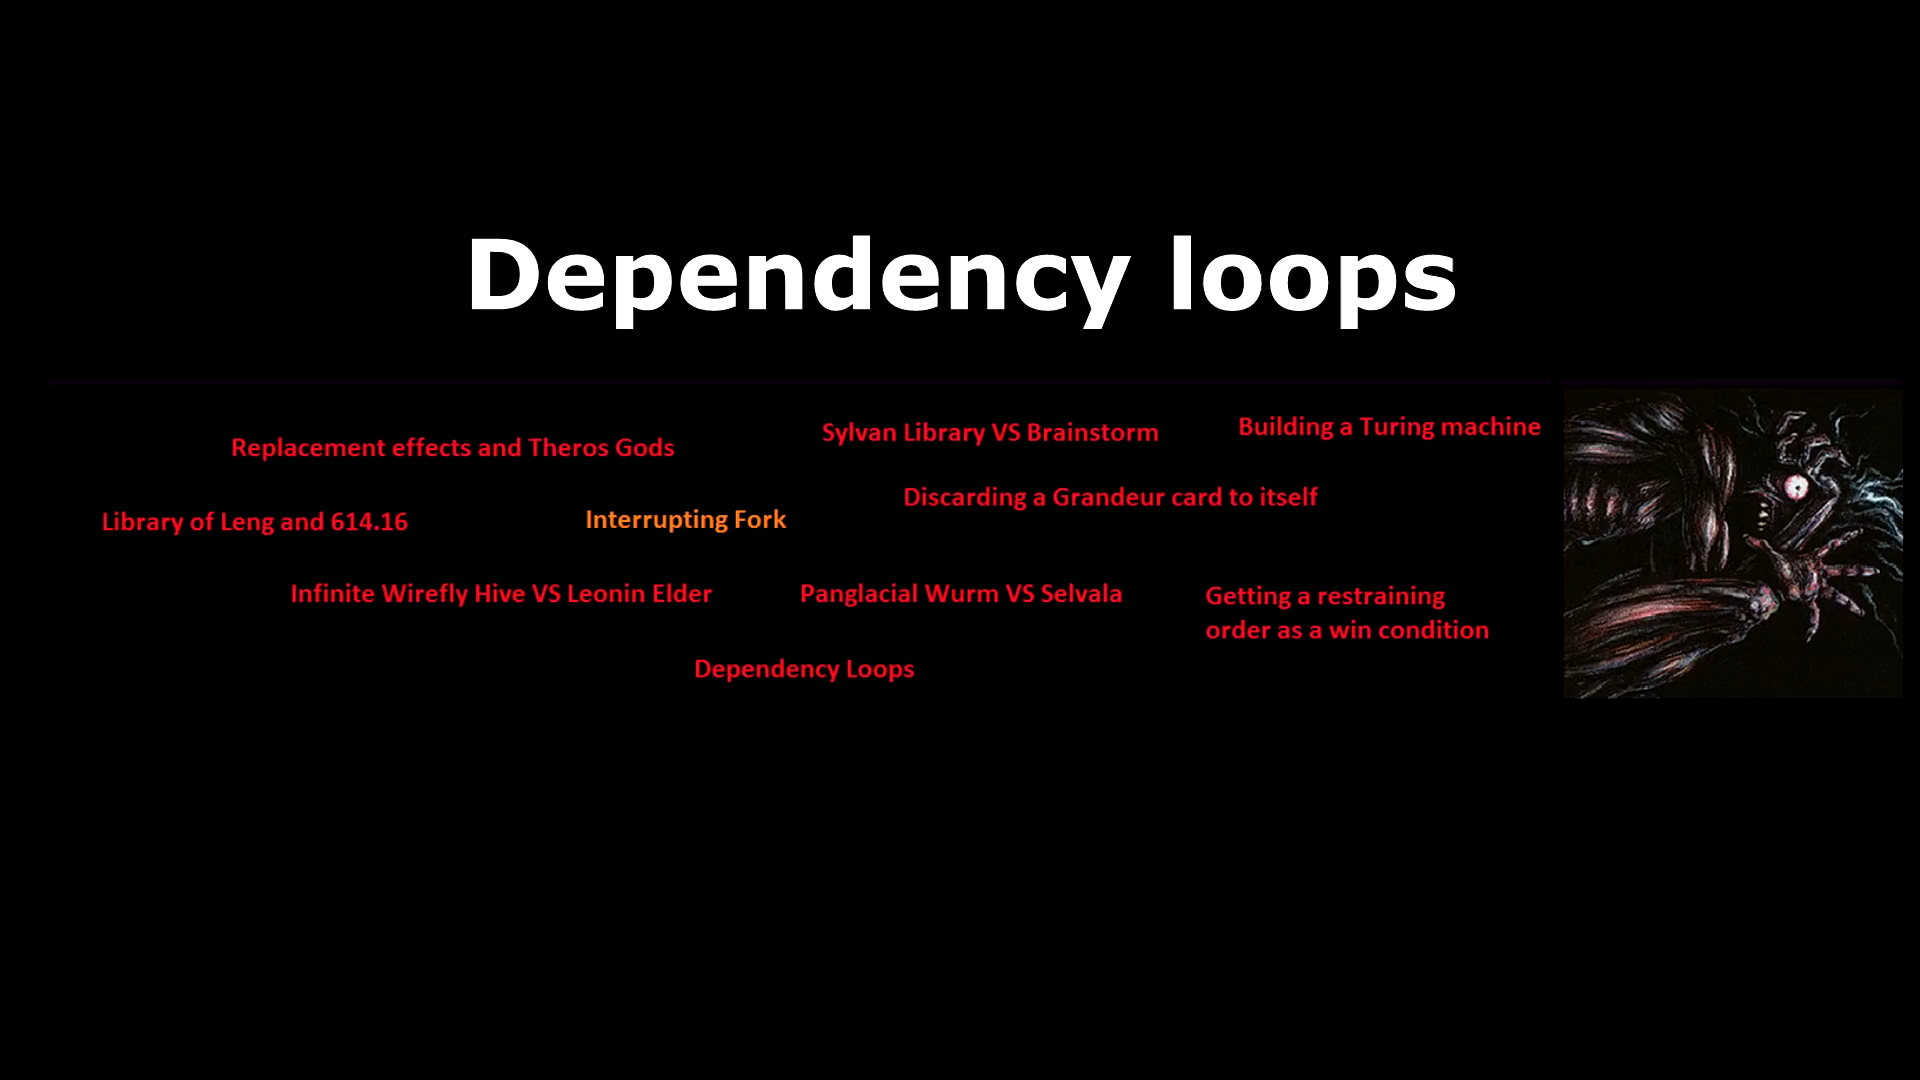 Dependency loops
Replacement effects and Theros Gods
Sylvan Library VS Brainstorm
Building a Turing machine
Library of Leng and 614.16
Interrupting Fork
Discarding a Grandeur card to itself
Infinite Wirefly Hive VS Leonin Elder
Panglacial Wurm VS Selvala
Getting a restraining
order as a win condition
Dependency Loops